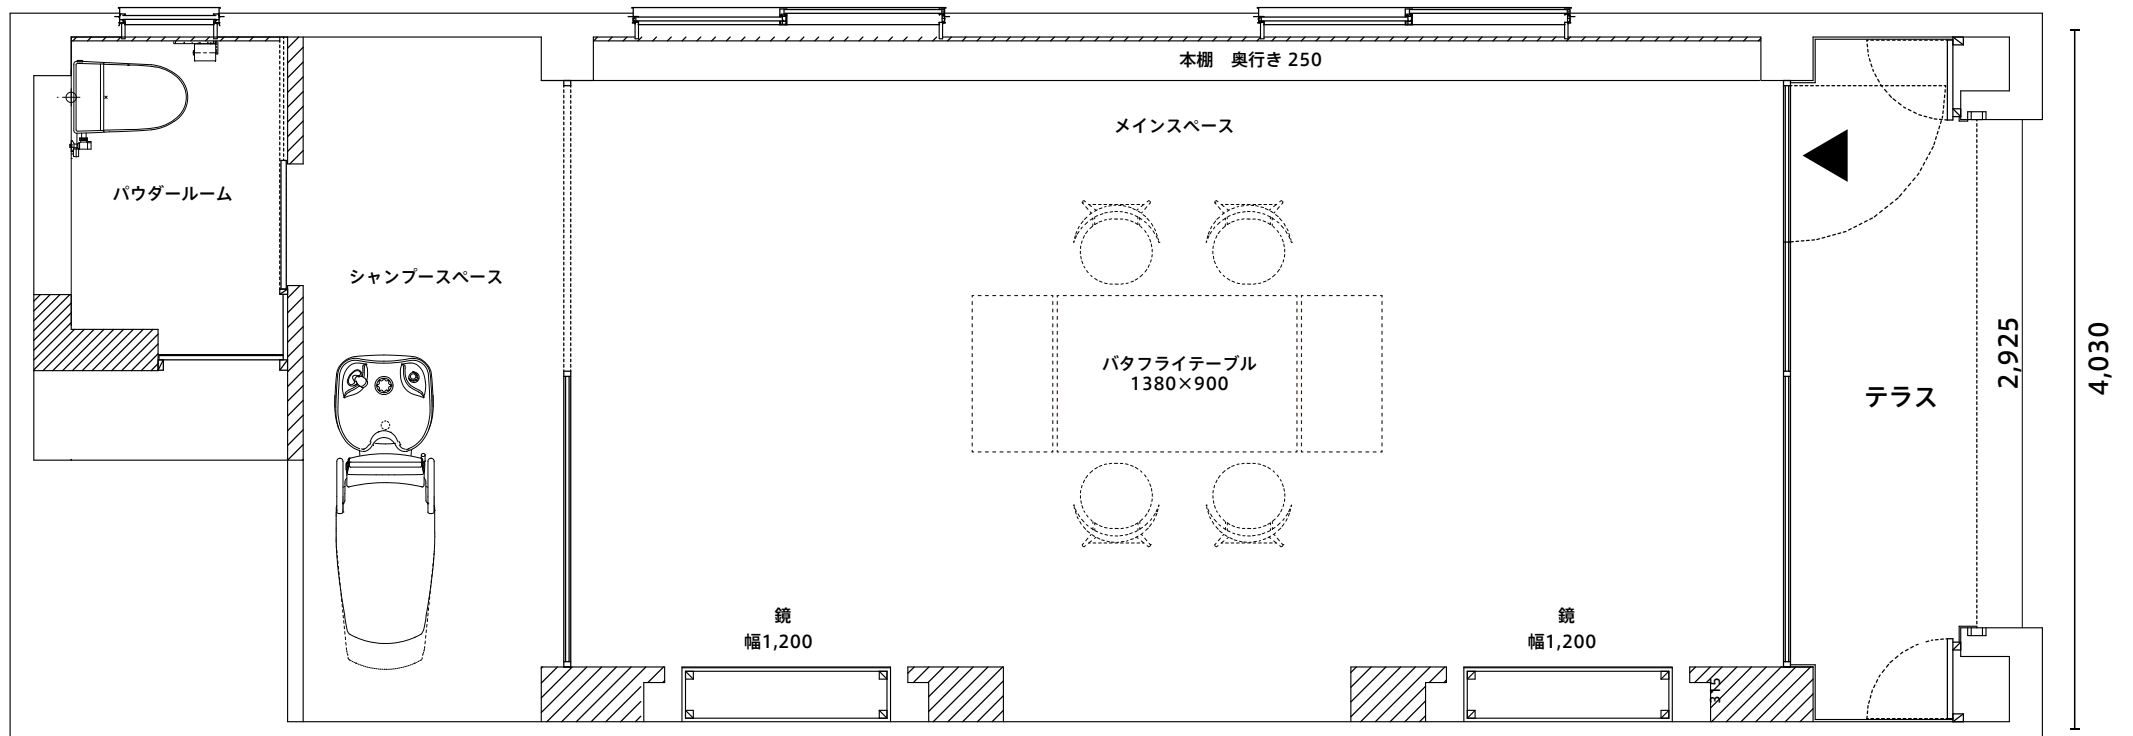 本棚　奥行き 250
メインスペース
パウダールーム
シャンプースペース
バタフライテーブル
1380×900
テラス
2,925
4,030
鏡
幅1,200
鏡
幅1,200
315